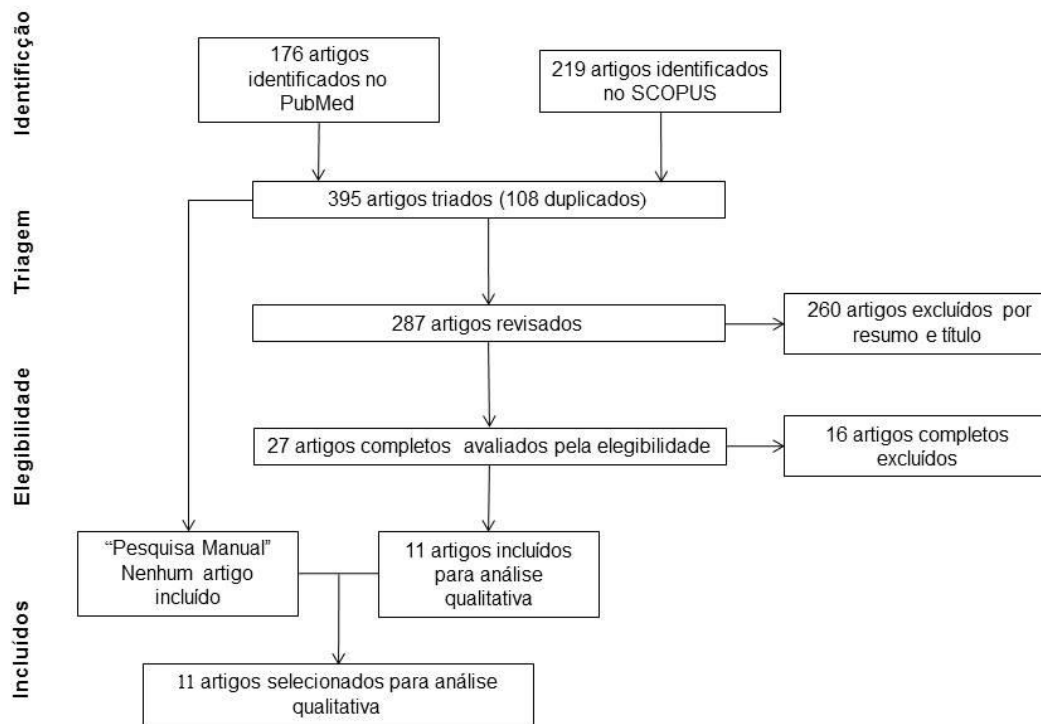 Identificção
176 artigos
identificados no
PubMed
219 artigos identificados
no SCOPUS
Triagem
395 artigos triados (108 duplicados)
287 artigos revisados
260 artigos excluídos por
resumo e título
Elegibilidade
27 artigos completos avaliados pela elegibilidade
16 artigos completos
excluídos
“Pesquisa Manual”
Nenhum artigo
incluído
11 artigos incluídos
para análise
qualitativa
Incluídos
11 artigos selecionados para análise
qualitativa